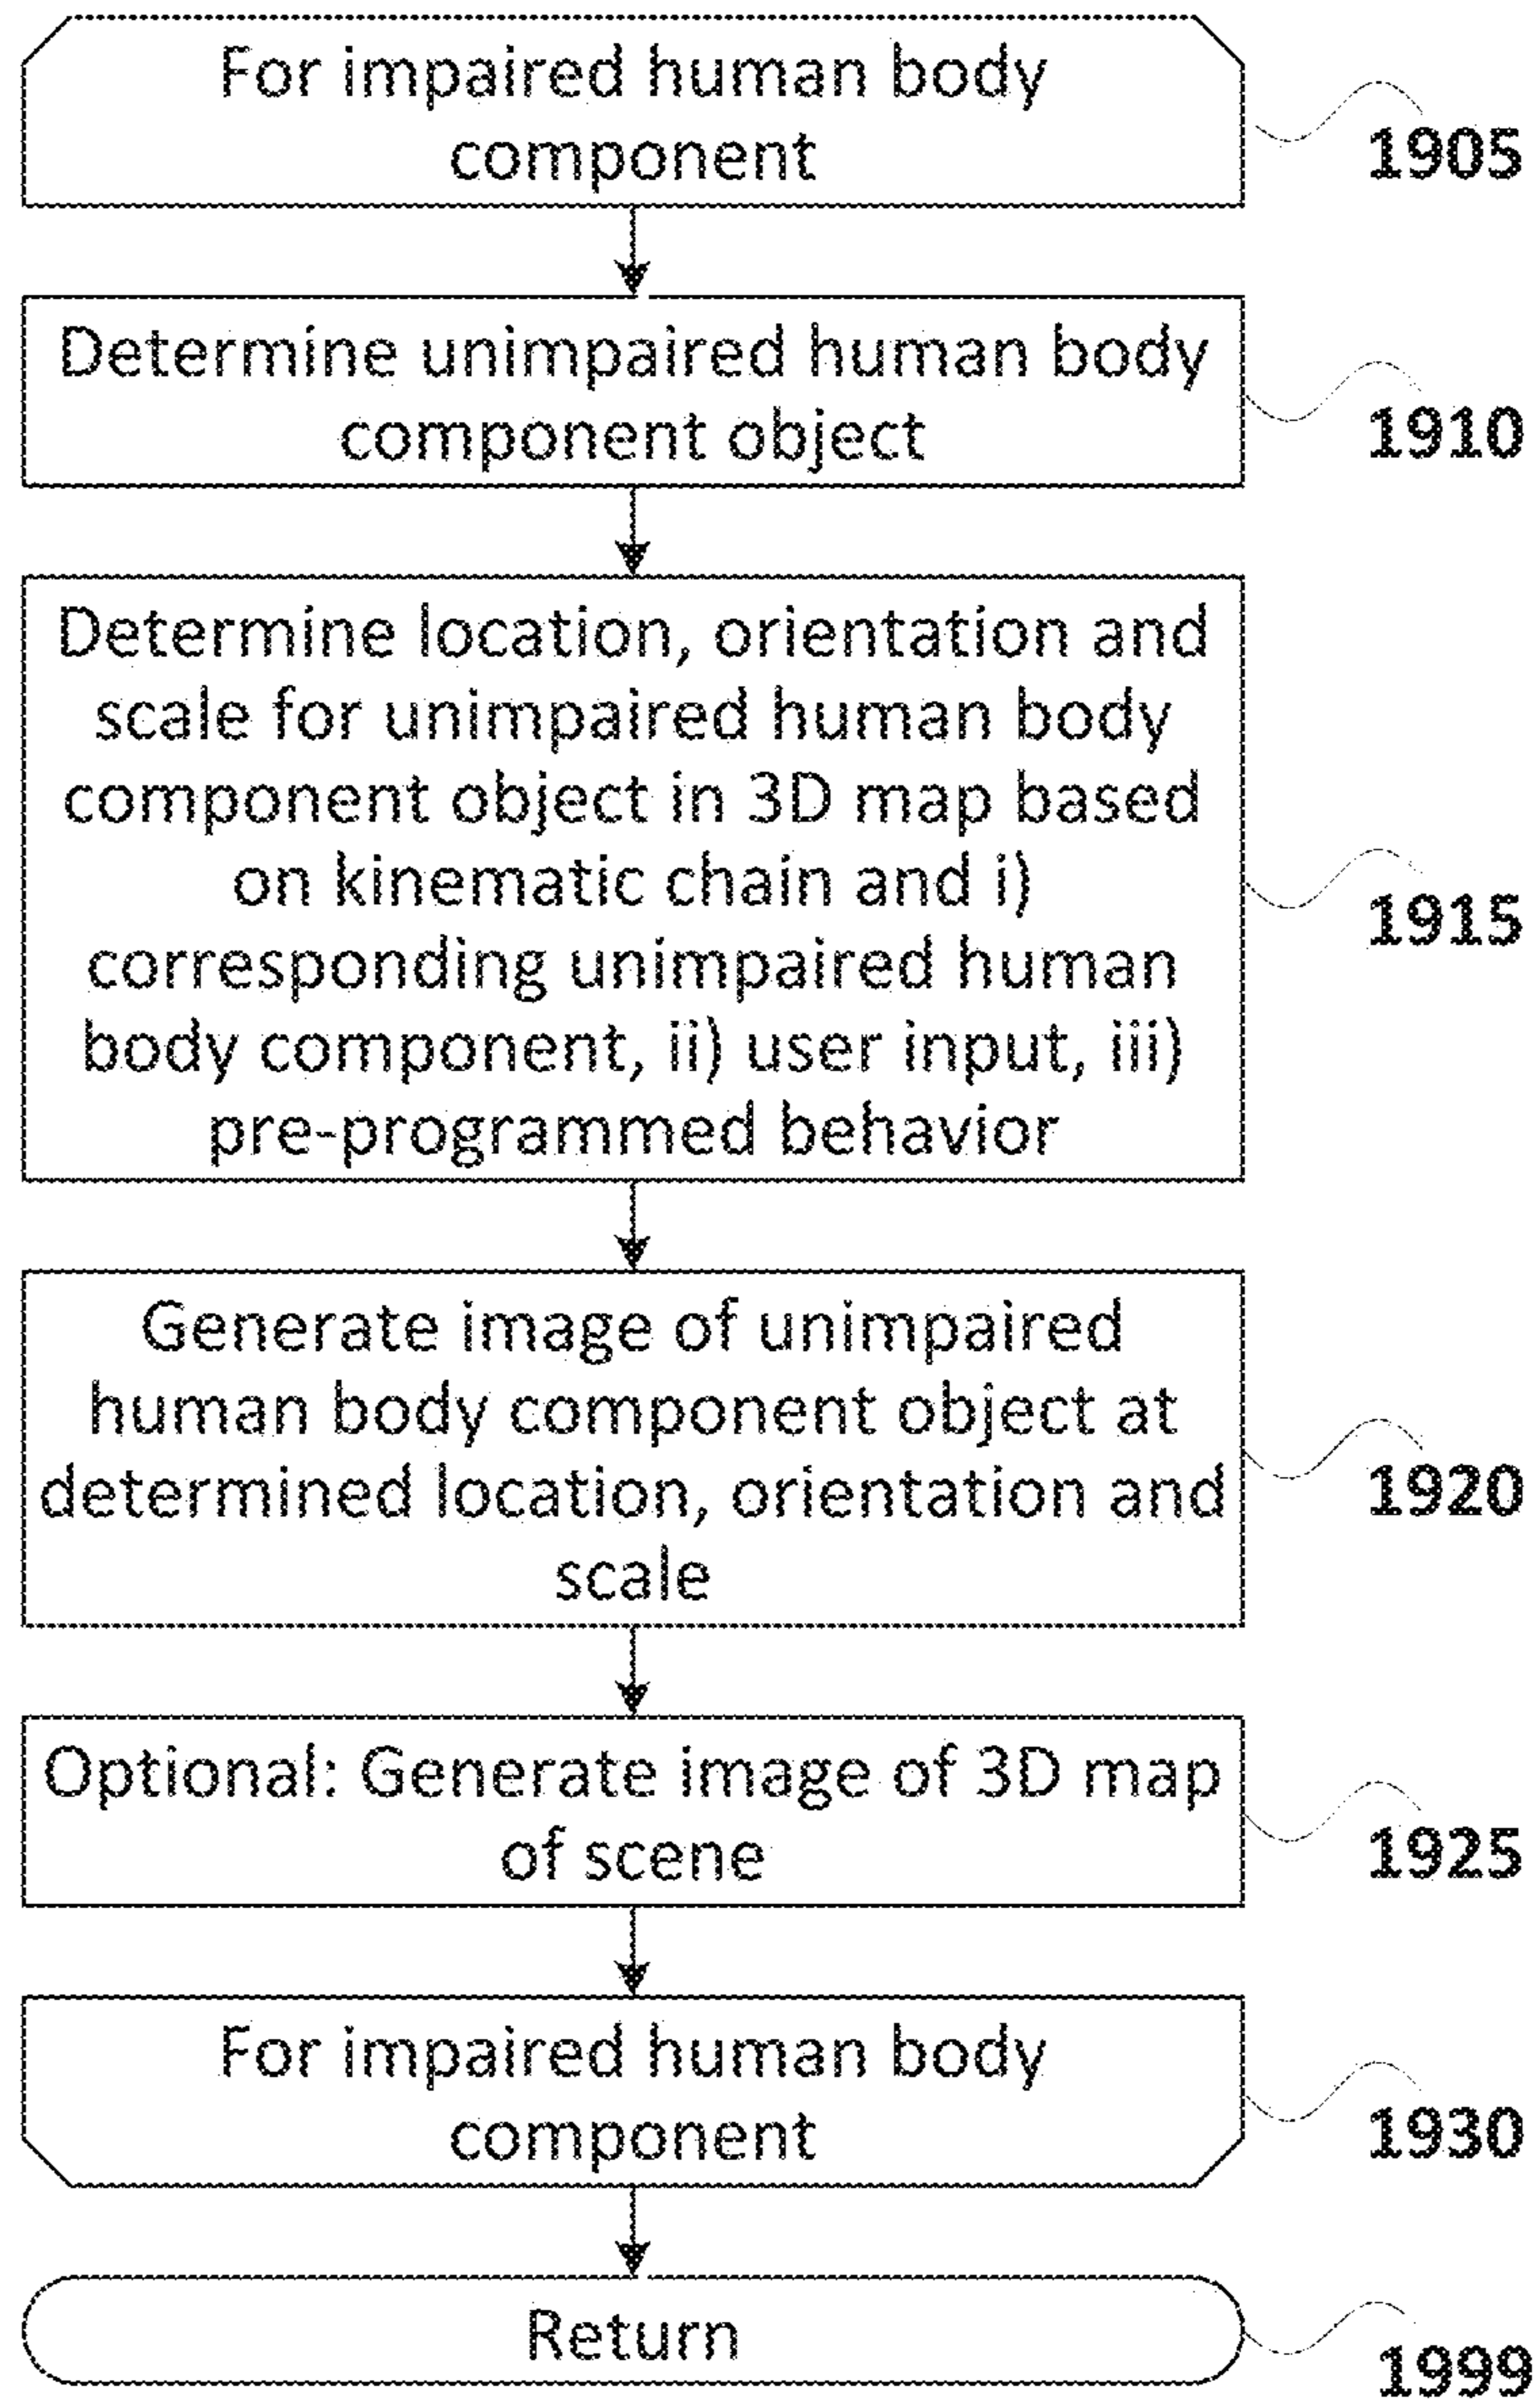 For impaired human body
component
1905
Determine unimpaired human body
component object
1910
Determine location, orientation and
scale for unimpaired human body
component object in 3D map based
on kinematic chain and i)
corresponding unimpaired human
body component, ii) user input, iii)
pre-programmed behavior
1915
Generate image of unimpaired
human body component object at
determined location, orientation and
scale
1920
Optional: Generate image of 3D map
of scene
1925
For impaired human body
component
1930
Return
1999